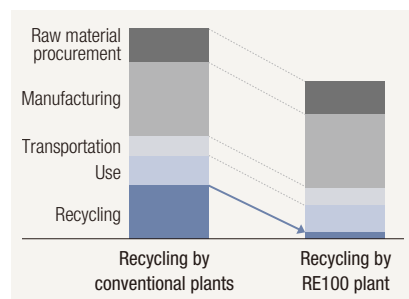 Raw material
procurement
Manufacturing
Transportation
Use
Recycling
Recycling by
conventional plants
Recycling by
RE100 plant